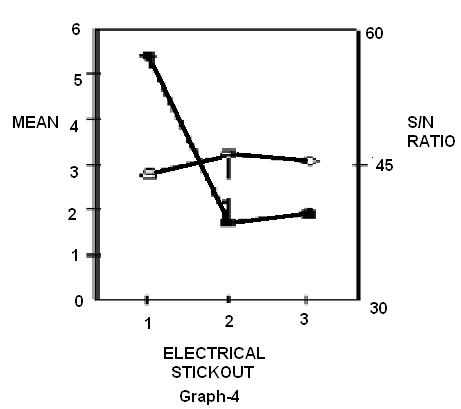 6
5
4
3
2
1
0
MEAN
60
45
30
S/N
RATIO
1
2
3
ELECTRICAL
STICKOUT
Graph-4